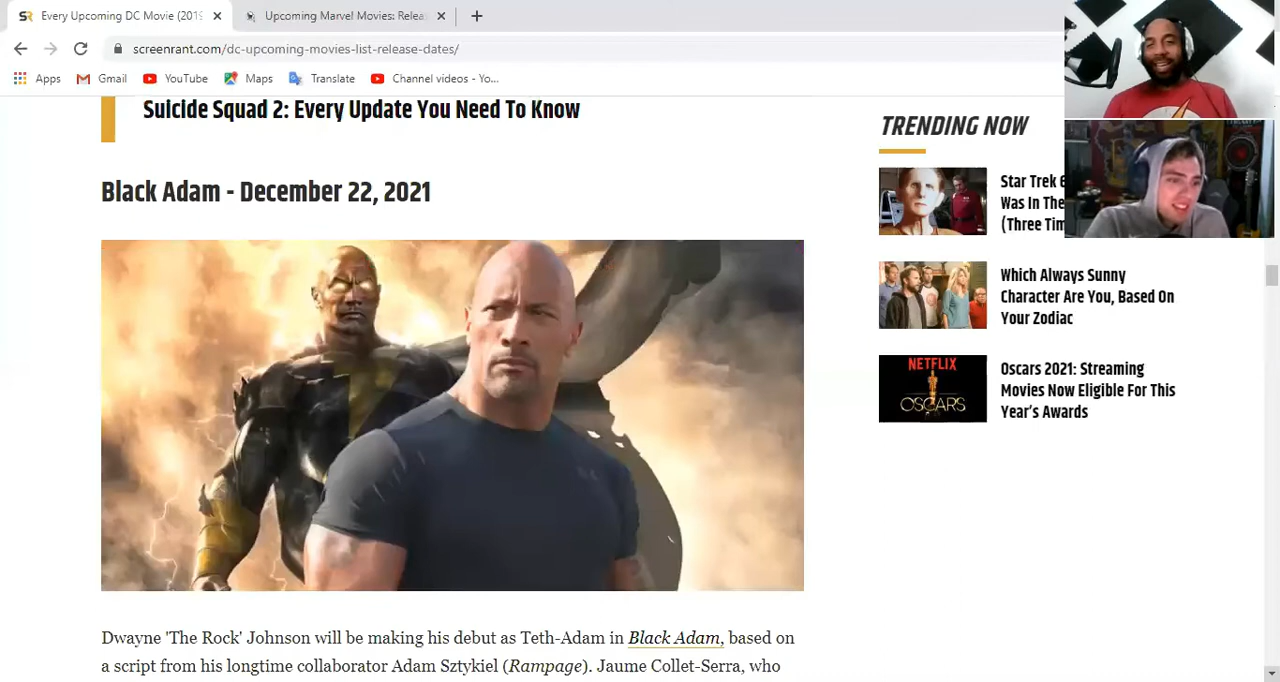 Every Upcoming DC Movie (2019
Upcoming Marvel Movies: Relea
screenrant.com/dc-upcoming-movies-list-release-dates/
Apps Gmail YouTube Maps Translate Channel videos - Yo...
Suicide Squad 2: Every Update You Need To Know
Black Adam - December 22, 2021
Dwayne 'The Rock' Johnson will be making his debut as Teth-Adam in Black Adam, based on
a script from his longtime collaborator Adam Sztykiel (Rampage). Jaume Collet-Serra, who
TRENDING NOW
Star Trek
Was In The
(Three Tim
Which Always Sunny
Character Are You, Based On
Your Zodiac
NETFLIX
OSCARS
Oscars 2021: Streaming
Movies Now Eligible For This
Year's Awards